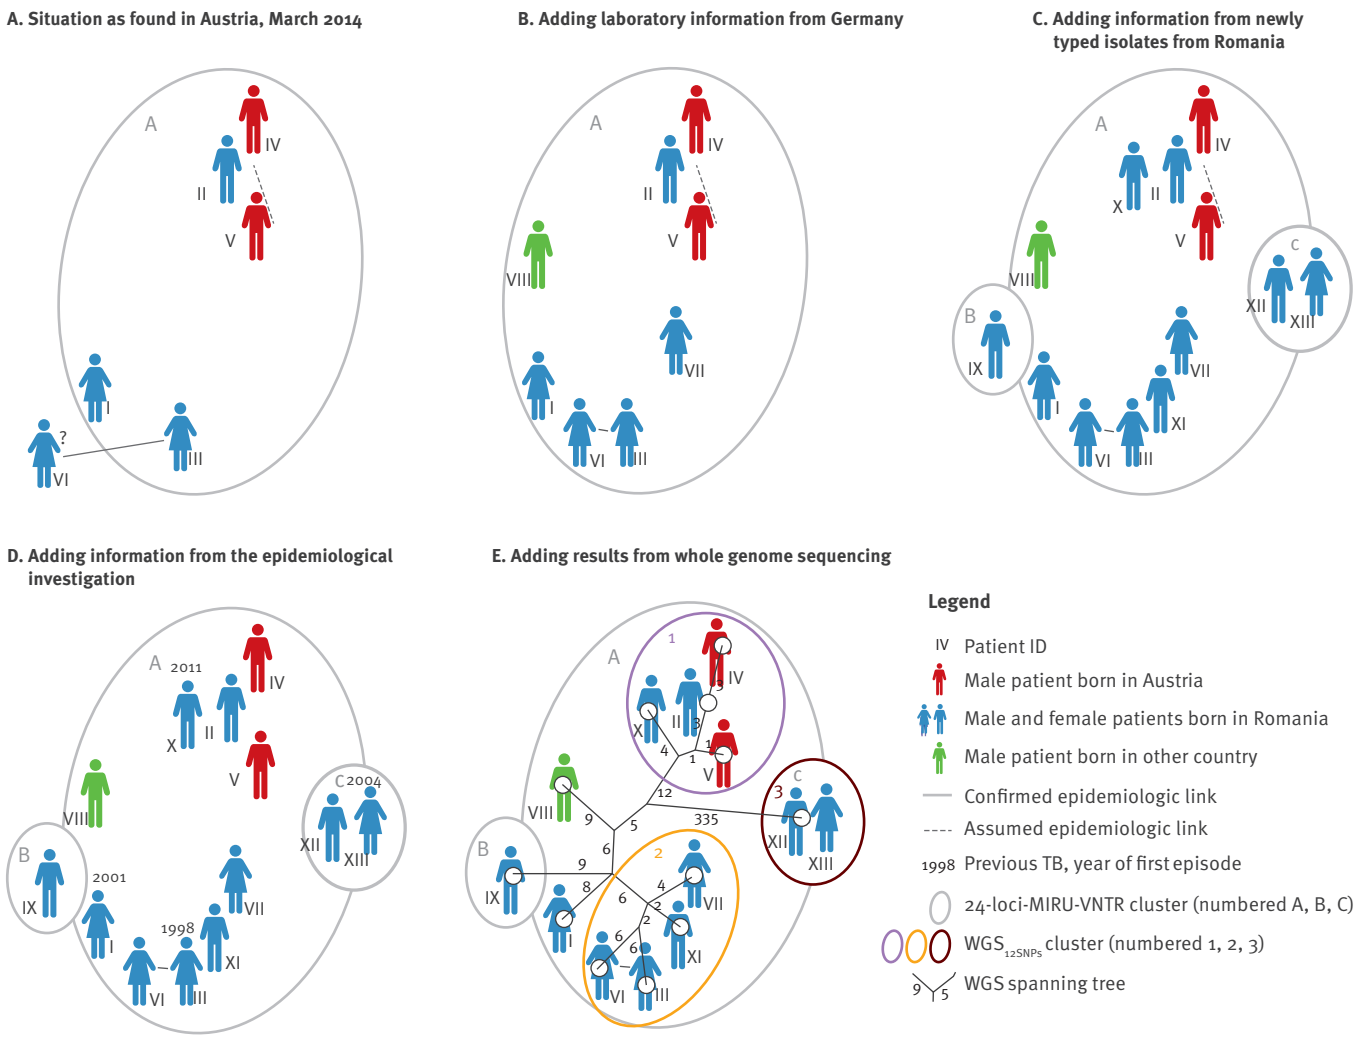 A. Situation as found in Austria, March 2014
A
IV
II
V
I
?
VI
III
B. Adding laboratory information from Germany
A
IV
II
V
VIII
VII
I
VI
III
C. Adding information from newly
typed isolates from Romania
A
IV
X
II
V
C
VIII
XII
XIII
B
IX
VII
I
XI
VI
III
D. Adding information from the epidemiological
investigation
A
2011
IV
II
X
V
C
2004
VIII
XII
XIII
B
IX
2001
VII
I
1998
XI
VI
III
E. Adding results from whole genome sequencing
1
A
IV
3
X
II
3
4
1
1
V
C
12
3
VIII
9
5
335
XII
XIII
6
2
B
9
IX
8
6
4
2
VII
I
2
6
6
XI
VI
III
Legend
IV Patient ID
Male patient born in Austria
Male and female patients born in Romania
Male patient born in other country
Confirmed epidemiologic link
Assumed epidemiologic link
1998 Previous TB, year of first episode
24-loci-MIRU-VNTR cluster (numbered A, B, C)
WGS12SNPs cluster (numbered 1, 2, 3)
9 5 WGS spanning tree